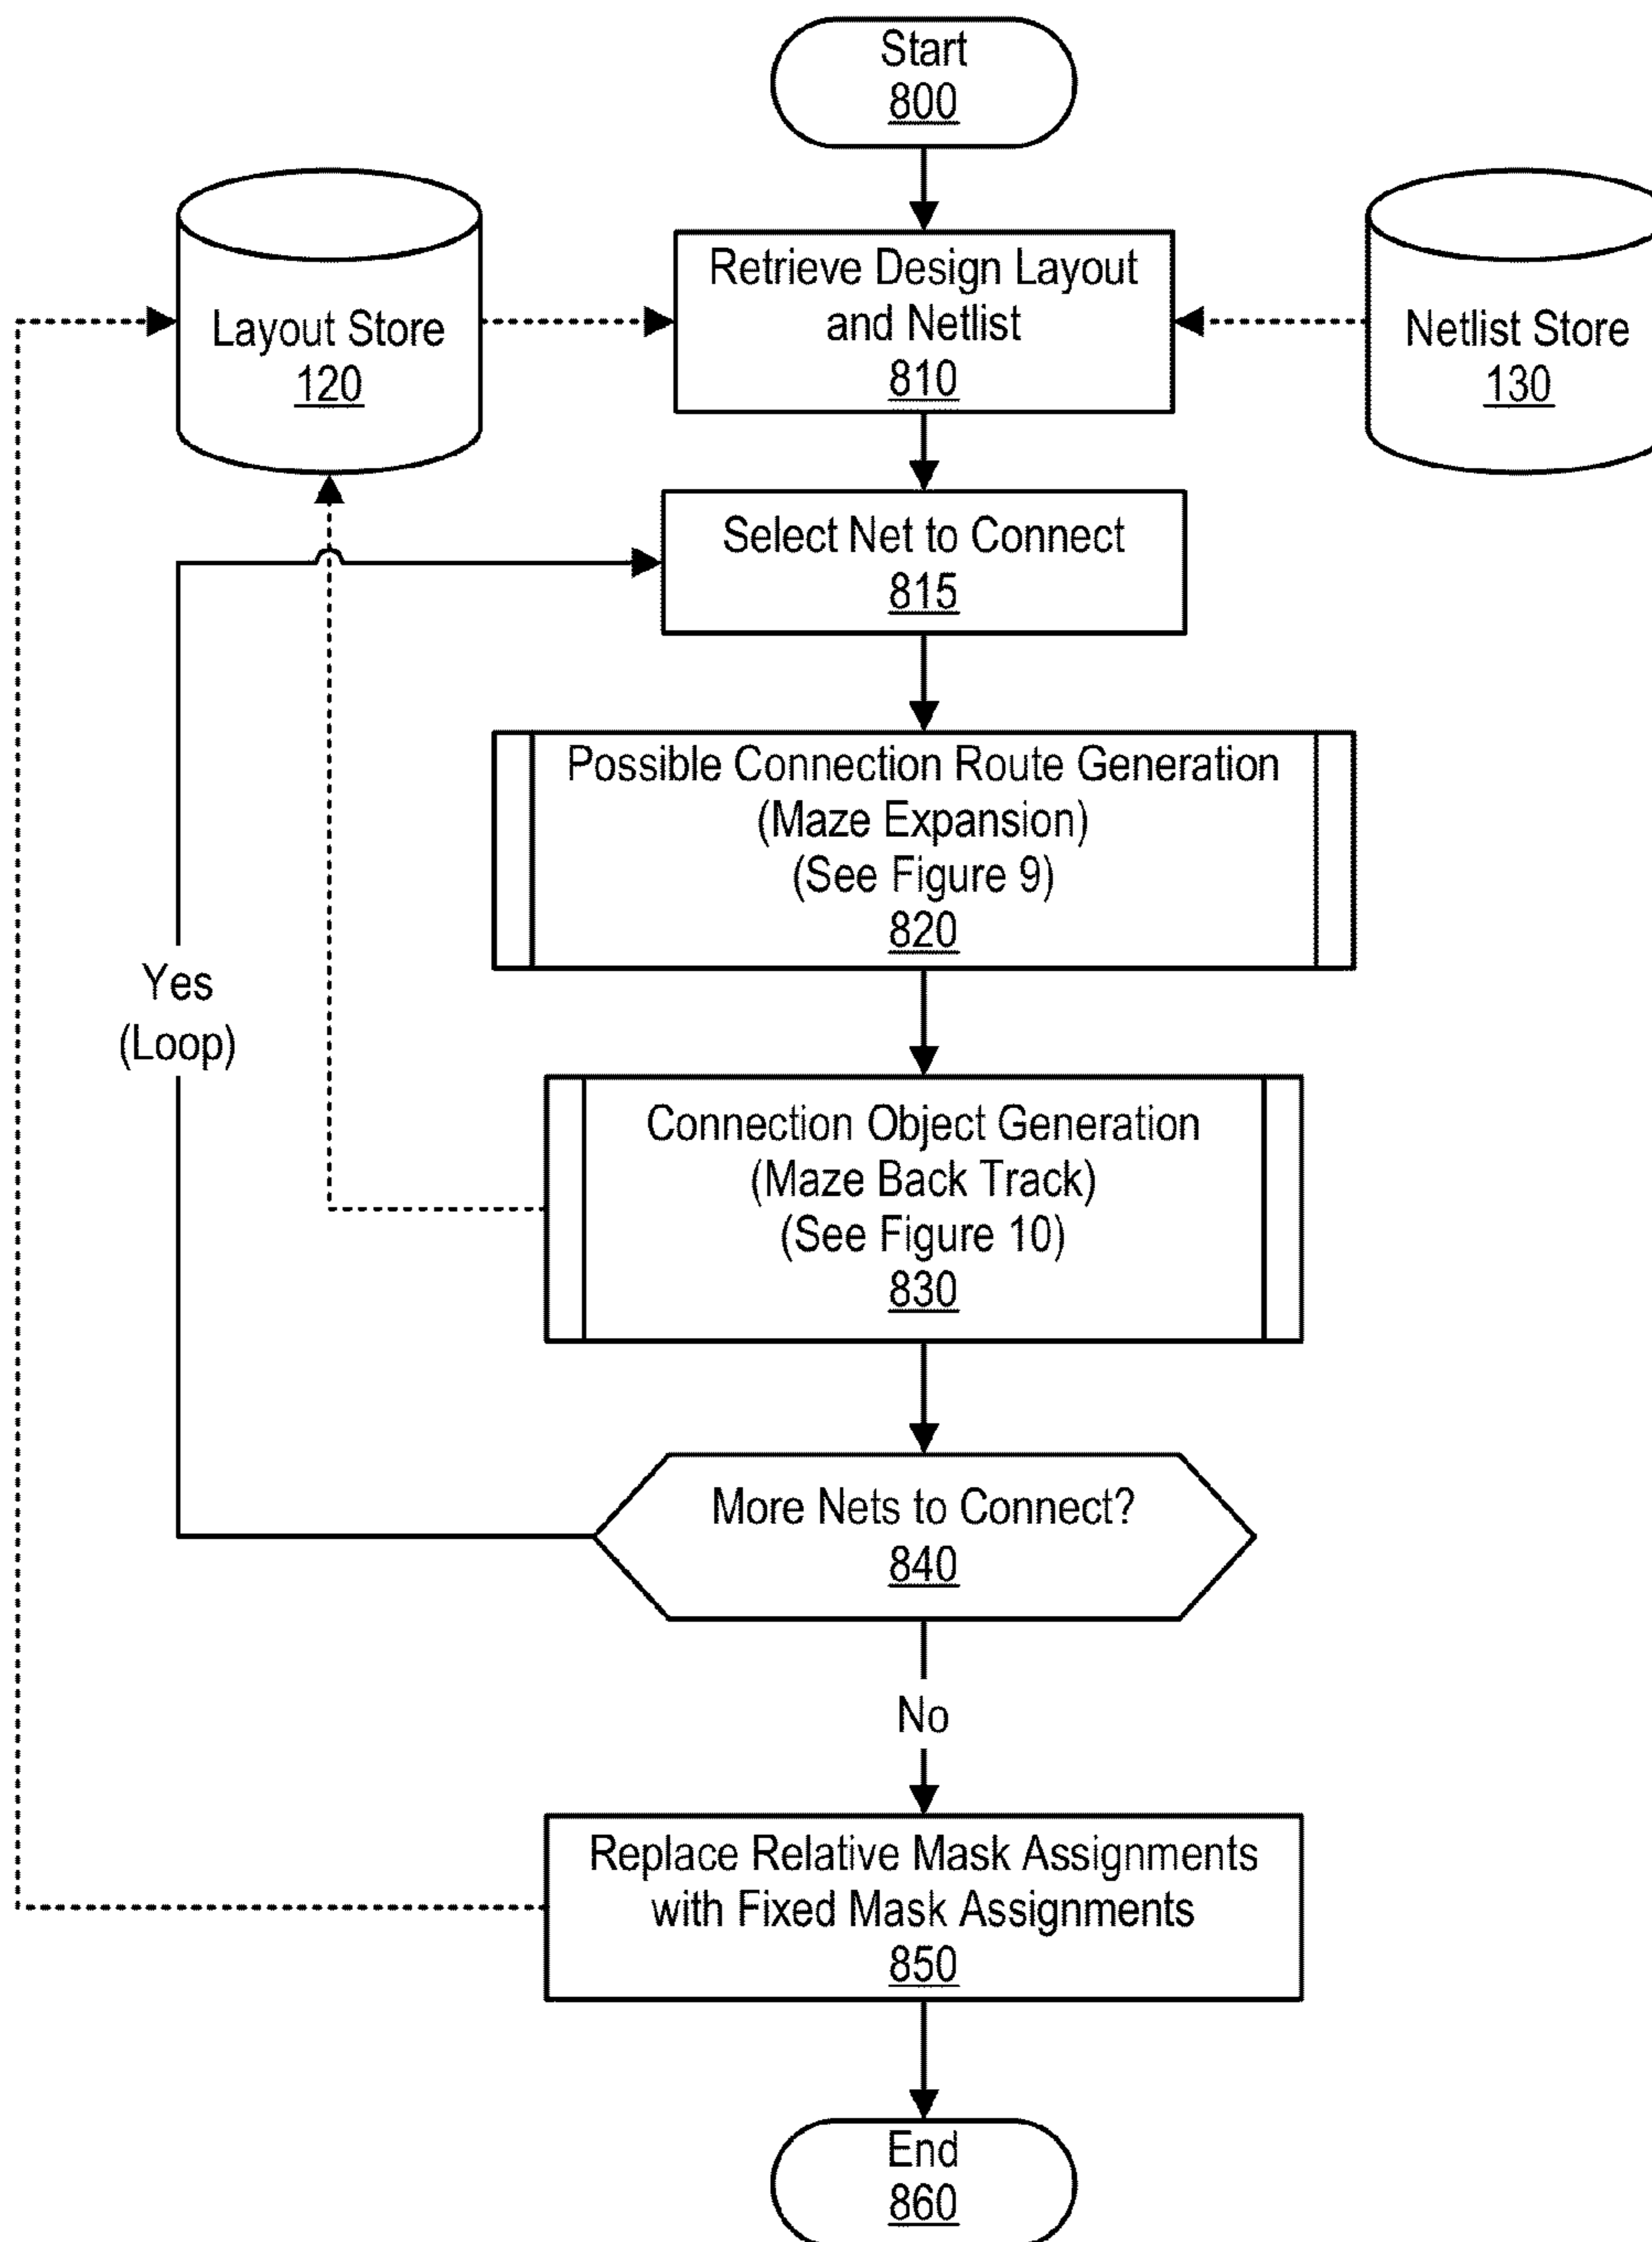 Start
800
Layout Store
120
Retrieve Design Layout
and Netlist
810
Netlist Store
130
Select Net to Connect
815
Possible Connection Route Generation
(Maze Expansion)
(See Figure 9)
820
Yes
(Loop)
Connection Object Generation
(Maze Back Track)
(See Figure 10)
830
More Nets to Connect?
840
No
Replace Relative Mask Assignments
with Fixed Mask Assignments
850
End
860